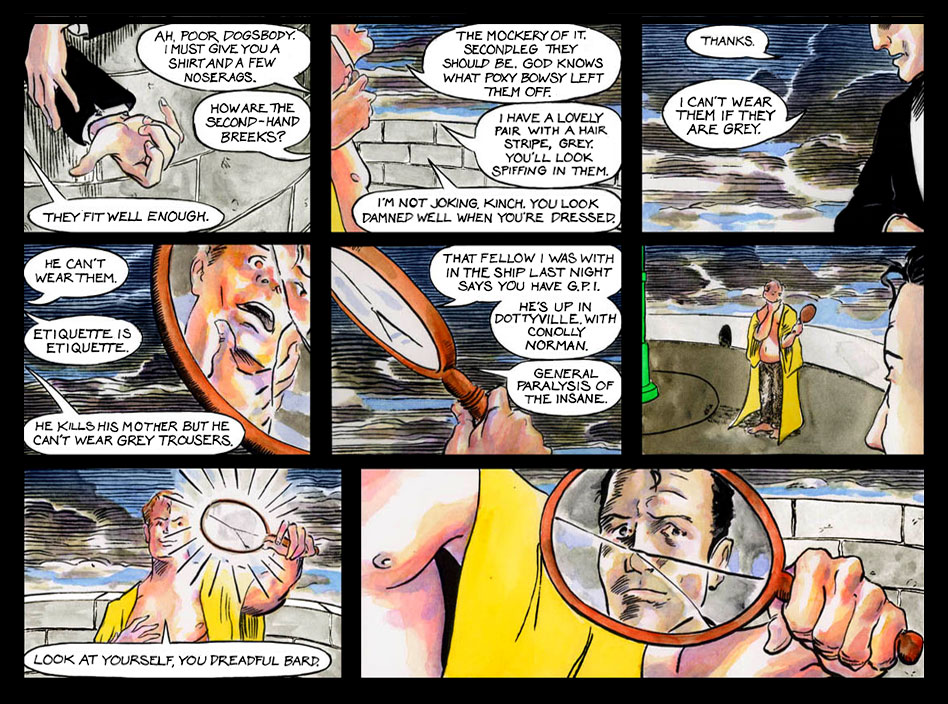 AH, POOR DOGSBODY.
I MUST GIVE YOU A
SHIRT AND A FEW
NOSERAGS.
HOW ARE THE
SECOND-HAND
BREEKS?
THEY FIT WELL ENOUGH.
THE MOCKERY OF IT.
SECONDLEG THEY
SHOULD BE. GOD KNOWS
WHAT POXY BOWSY LEFT
THEM OFF.
I HAVE A LOVELY
PAIR WITH A HAIR
STRIPE, GREY.
YOU'LL LOOK
SPIFFING IN THEM.
I'M NOT JOKING, KINCH. YOU LOOK
DAMNED WELL WHEN YOU'RE DRESSED.
THANKS.
I CAN'T WEAR
THEM IF THEY
ARE GREY.
HE CAN'T
WEAR THEM.
ETIQUETTE IS
ETIQUETTE.
HE KILLS HIS MOTHER BUT HE
CAN'T WEAR GREY TROUSERS.
THAT FELLOW I WAS WITH
IN THE SHIP LAST NIGHT
SAYS YOU HAVE G.P.I.
HE'S UP IN
DOTTYVILLE, WITH
CONOLLY
NORMAN.
GENERAL
PARALYSIS OF
THE INSANE.
LOOK AT YOURSELF, YOU DREADFUL BARD.